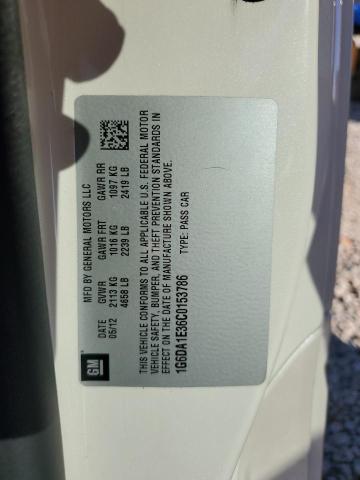 MFD BY GENERAL MOTORS LLC
DATE GVWR GAWR FRT GAWR RR
05/12 2113 KG 1016 KG 1097 KG
4658 LB 2239 LB 2419 LB
THIS VEHICLE CONFORMS TO ALL APPLICABLE U.S. FEDERAL MOTOR
VEHICLE SAFETY, BUMPER, AND THEFT PREVENTION STANDARDS IN
EFFECT ON THE DATE OF MANUFACTURE SHOWN ABOVE.
1G6DA1E36C0153786 TYPE: PASS CAR
GM